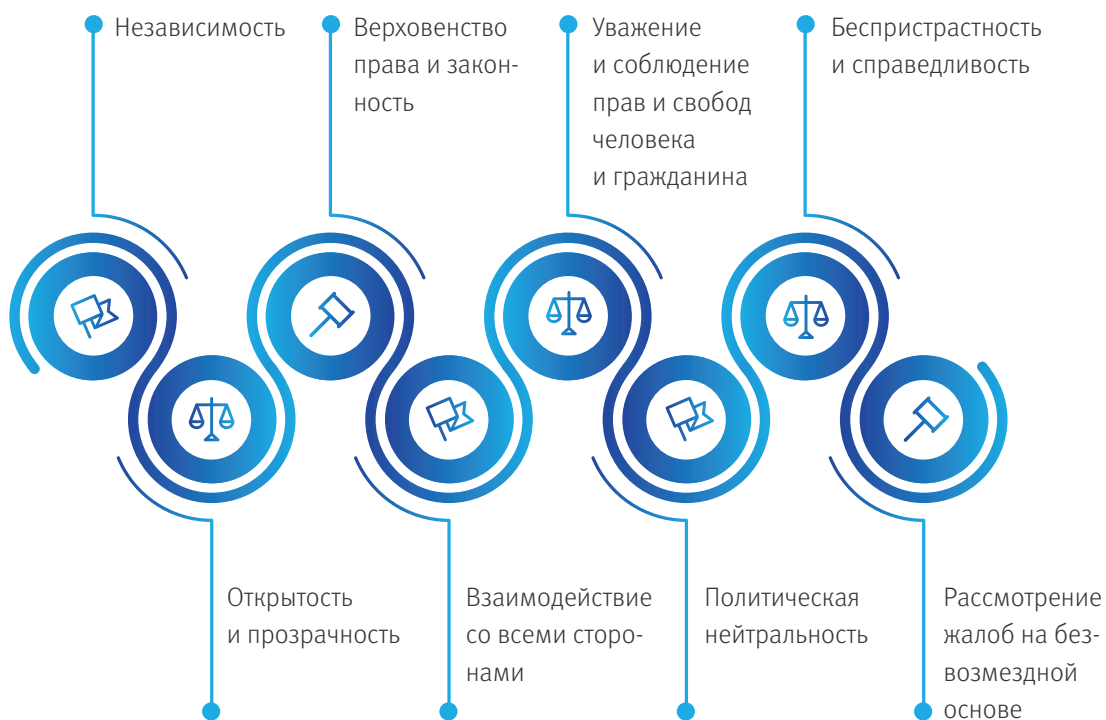 Независимость
Верховенство
права и закон-
ность
Уважение
и соблюдение
прав и свобод
человека
и гражданина
Беспристрастность
и справедливость
Открытость
и прозрачность
Взаимодействие
со всеми сторо-
нами
Политическая
нейтральность
Рассмотрение
жалоб на без-
возмездной
основе